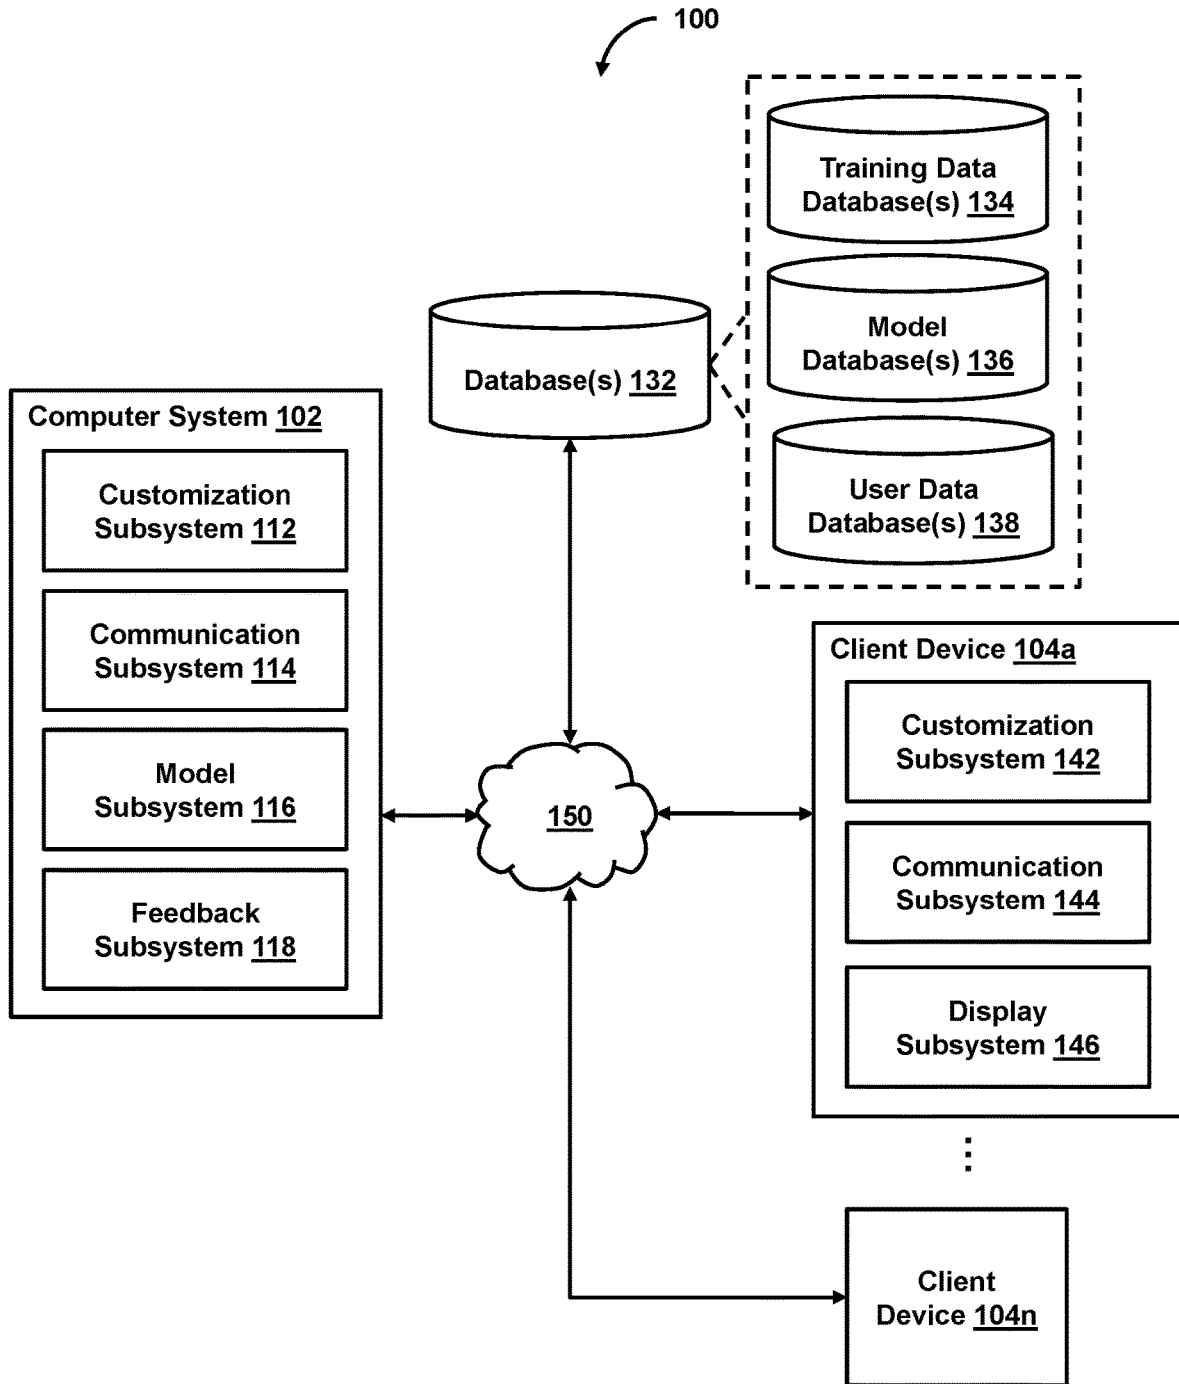 100
Training Data
Database(s) 134
Model
Database(s) 136
User Data
Database(s) 138
Database(s) 132
Computer System 102
Customization
Subsystem 112
Communication
Subsystem 114
Model
Subsystem 116
Feedback
Subsystem 118
150
Client Device 104a
Customization
Subsystem 142
Communication
Subsystem 144
Display
Subsystem 146
Client
Device 104n